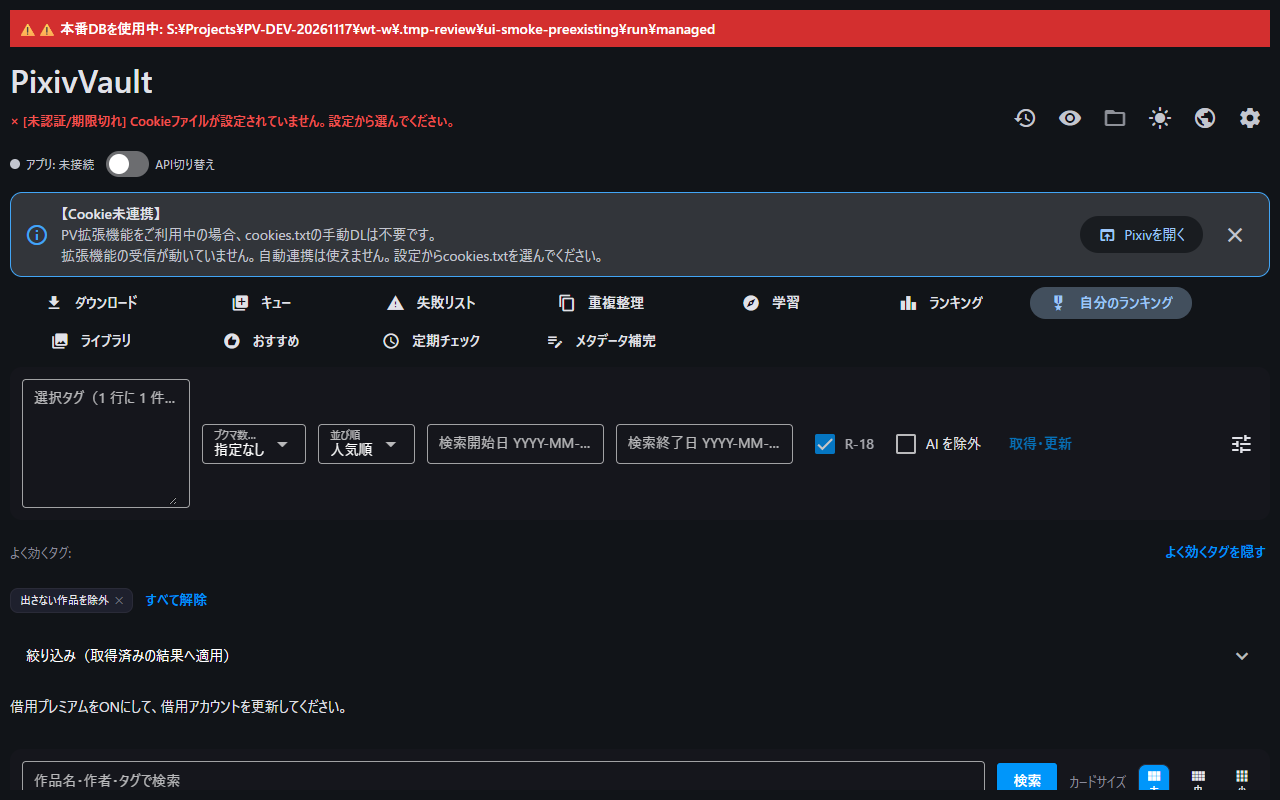 本番DBを使用中: S:¥Projects¥PV-DEV-20261117¥wt-w¥.tmp-review¥ui-smoke-preexisting¥run¥managed
PixivVault
× [未認証/期限切れ] Cookieファイルが設定されていません。設定から選んでください。
アプリ: 未接続 API切り替え
【Cookie未連携】
PV拡張機能をご利用中の場合、cookies.txtの手動DLは不要です。
拡張機能の受信が動いていません。自動連携は使えません。設定からcookies.txtを選んでください。
Pixivを開く
ダウンロード キュー 失敗リスト 重複整理 学習 ランキング 自分のランキング
ライブラリ おすすめ 定期チェック メタデータ補完
選択タグ（1 行に 1 件...
ブクマ数...
指定なし
並び順
人気順
検索開始日 YYYY-MM-...
検索終了日 YYYY-MM-...
R-18
AI を除外
取得・更新
よく効くタグ:
よく効くタグを隠す
出さない作品を除外 ×
すべて解除
絞り込み（取得済みの結果へ適用）
借用プレミアムをONにして、借用アカウントを更新してください。
作品名・作者・タグで検索
検索
カードサイズ